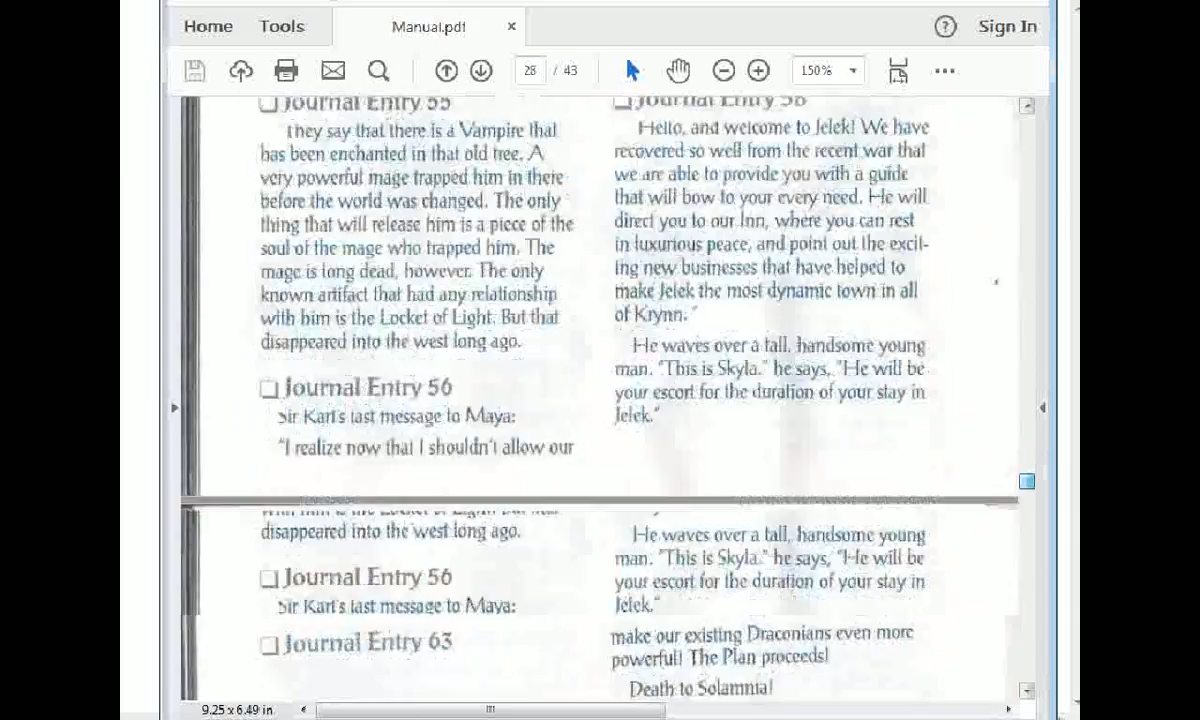 Home Tools Manual.pdf × ? Sign In
28 / 43 150%
Journal Entry 55
They say that there is a Vampire that
has been enchanted in that old tree. A
very powerful mage trapped him in there
before the world was changed. The only
thing that will release him is a piece of the
soul of the mage who trapped him. The
mage is long dead, however. The only
known artifact that had any relationship
with him is the Locket of Light. But that
disappeared into the west long ago.
Journal Entry 56
Sir Karl's last message to Maya:
"I realize now that I shouldn't allow our
Journal Entry 58
Hello, and welcome to Jelek! We have
recovered so well from the recent war that
we are able to provide you with a guide
that will bow to your every need. He will
direct you to our Inn, where you can rest
in luxurious peace, and point out the excit-
ing new businesses that have helped to
make Jelek the most dynamic town in all
of Krynn."
He waves over a tall, handsome young
man. "This is Skyla." he says, "He will be
your escort for the duration of your stay in
Jelek."
with him is the Locket of Light. But that
disappeared into the west long ago.
Journal Entry 56
Sir Karl's last message to Maya:
Journal Entry 63
He waves over a tall, handsome young
man. "This is Skyla." he says, "He will be
your escort for the duration of your stay in
Jelek."
make our existing Draconians even more
powerful! The Plan proceeds!
Death to Solamnia!
9.25 x 6.49 in